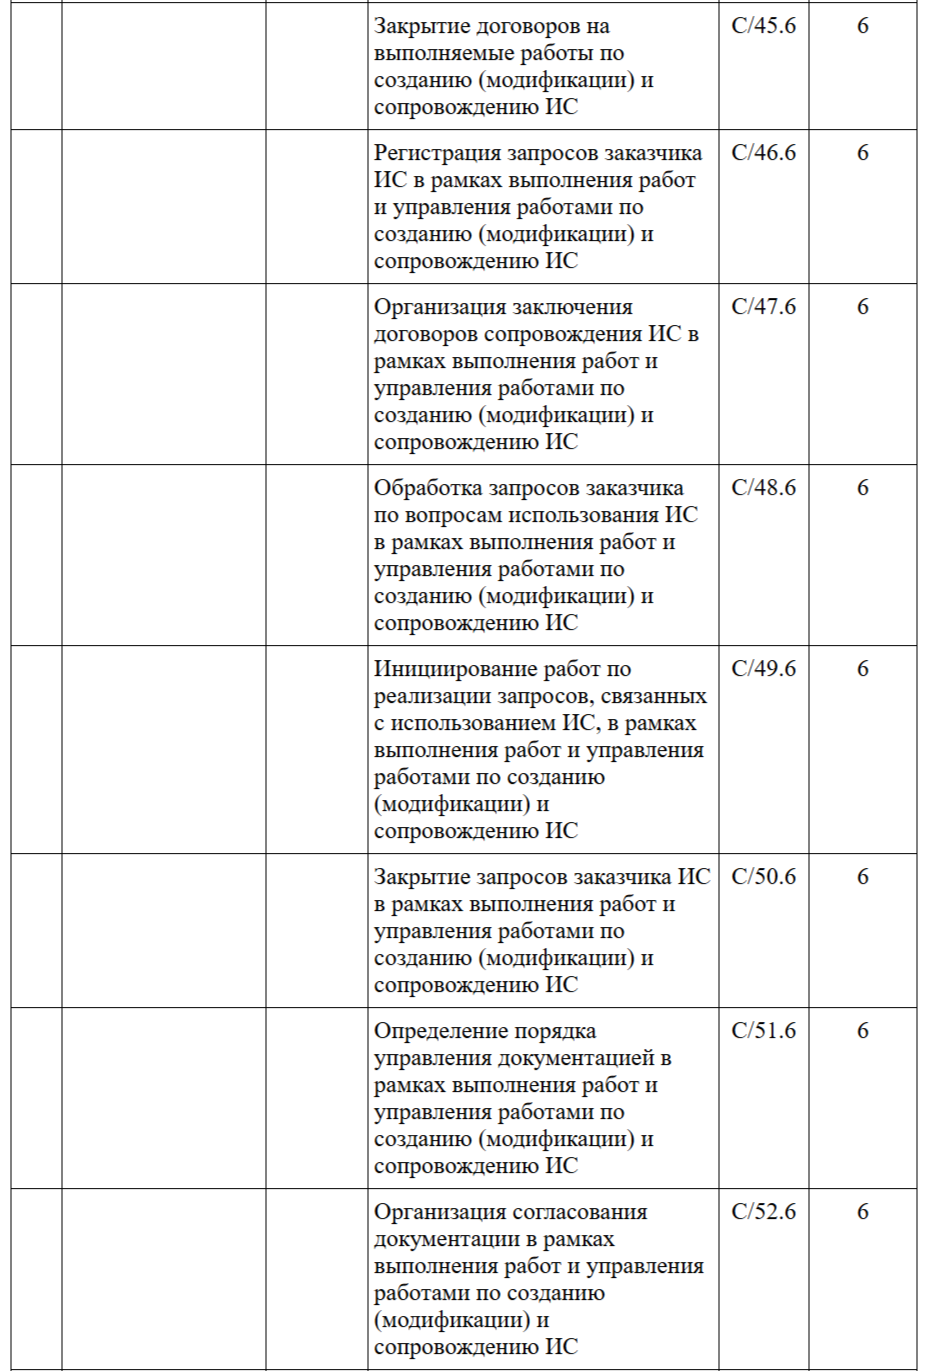 Закрытие договоров на С/45.6 6
выполняемые работы по
созданию (модификации) и
сопровождению ИС
Регистрация запросов заказчика С/46.6 6
ИС в рамках выполнения работ
и управления работами по
созданию (модификации) и
сопровождению ИС
Организация заключения С/47.6 6
договоров сопровождения ИС в
рамках выполнения работ и
управления работами по
созданию (модификации) и
сопровождению ИС
Обработка запросов заказчика С/48.6 6
по вопросам использования ИС
в рамках выполнения работ и
управления работами по
созданию (модификации) и
сопровождению ИС
Инициирование работ по С/49.6 6
реализации запросов, связанных
с использованием ИС, в рамках
выполнения работ и управления
работами по созданию
(модификации) и
сопровождению ИС
Закрытие запросов заказчика ИС С/50.6 6
в рамках выполнения работ и
управления работами по
созданию (модификации) и
сопровождению ИС
Определение порядка С/51.6 6
управления документацией в
рамках выполнения работ и
управления работами по
созданию (модификации) и
сопровождению ИС
Организация согласования С/52.6 6
документации в рамках
выполнения работ и управления
работами по созданию
(модификации) и
сопровождению ИС